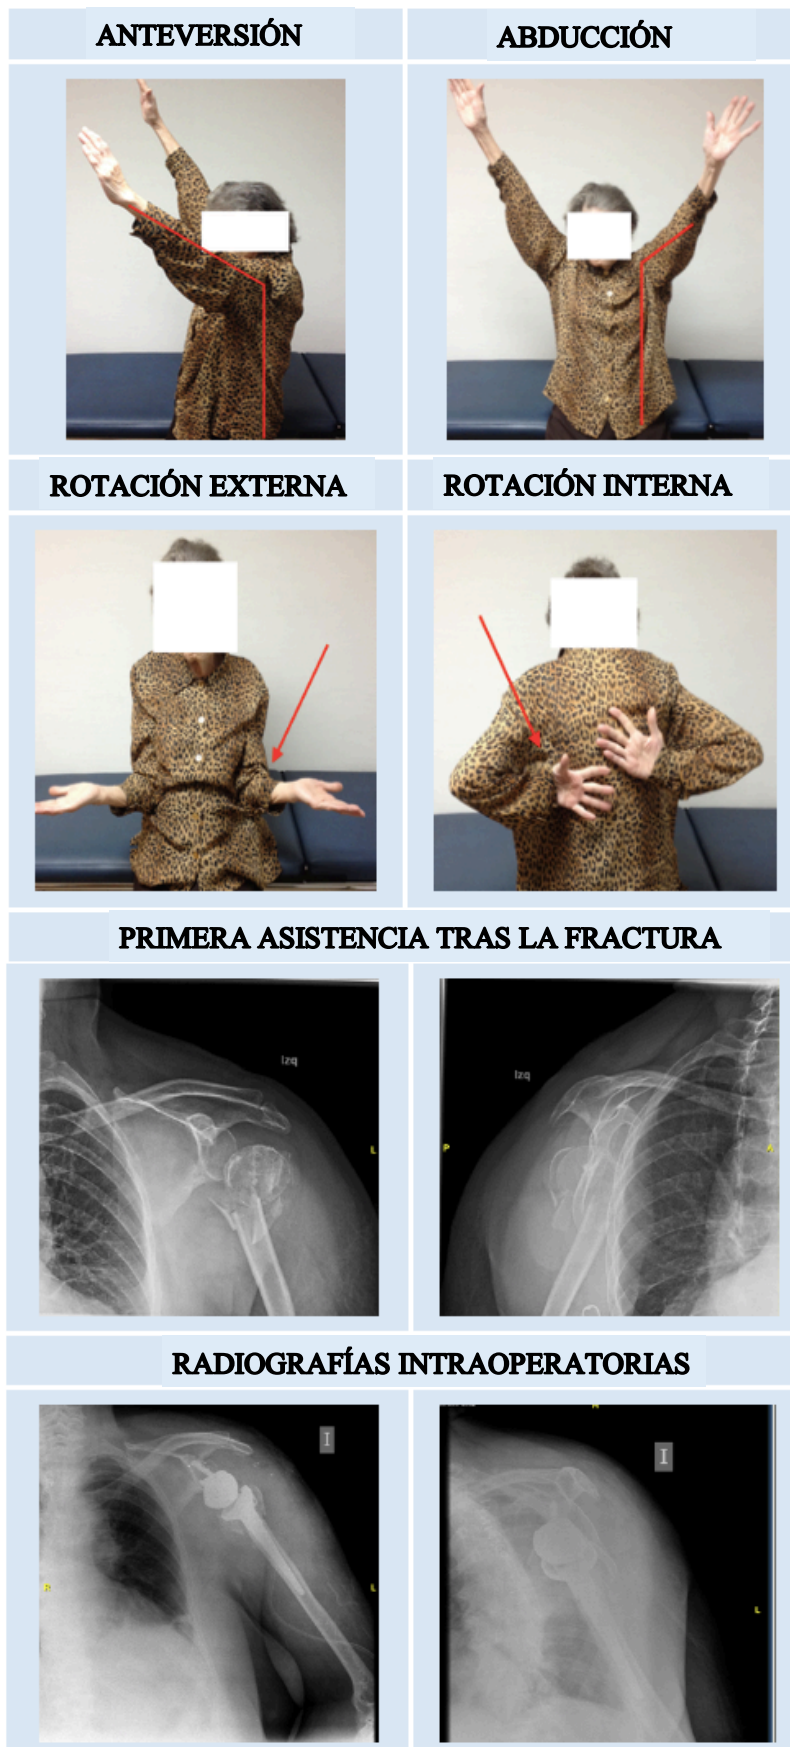 ANTEVERSIÓN
ABDUCCIÓN
ROTACIÓN EXTERNA
ROTACIÓN INTERNA
PRIMERA ASISTENCIA TRAS LA FRACTURA
Izq
L
Izq
P
A
RADIOGRAFÍAS INTRAOPERATORIAS
I
R
L
I
L